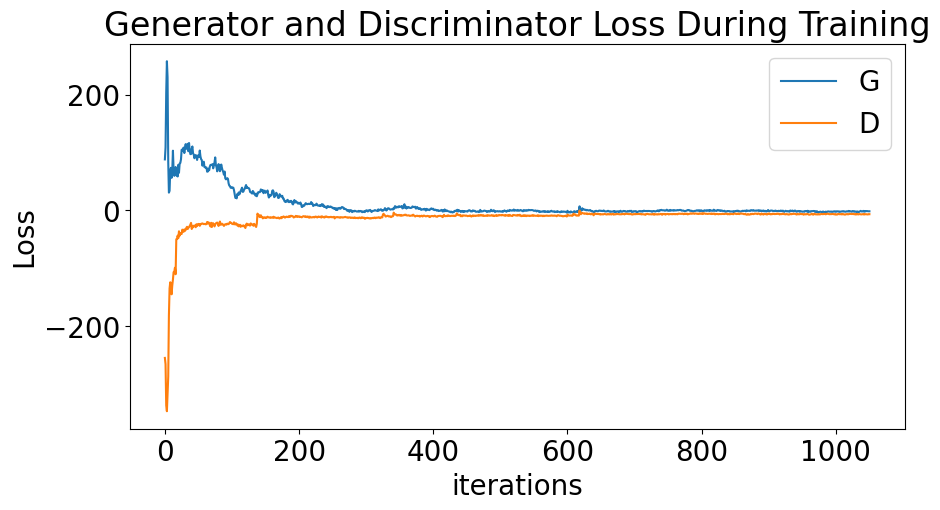 Generator and Discriminator Loss During Training
G
D
200
0
−200
Loss
0 200 400 600 800 1000
iterations